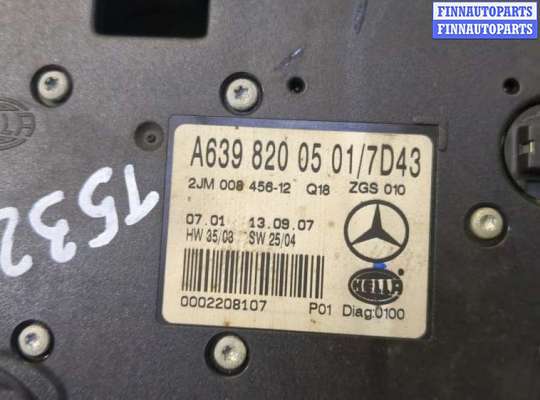 FINNAUTOPARTS
FINNAUTOPARTS
A639 820 05 01/7D43
2JM 008 456-12 Q18 ZGS 010
07.01 13.09.07
HW 35/03 SW 25/04
HELLA
0002208107 P01 Diag:0100
T532